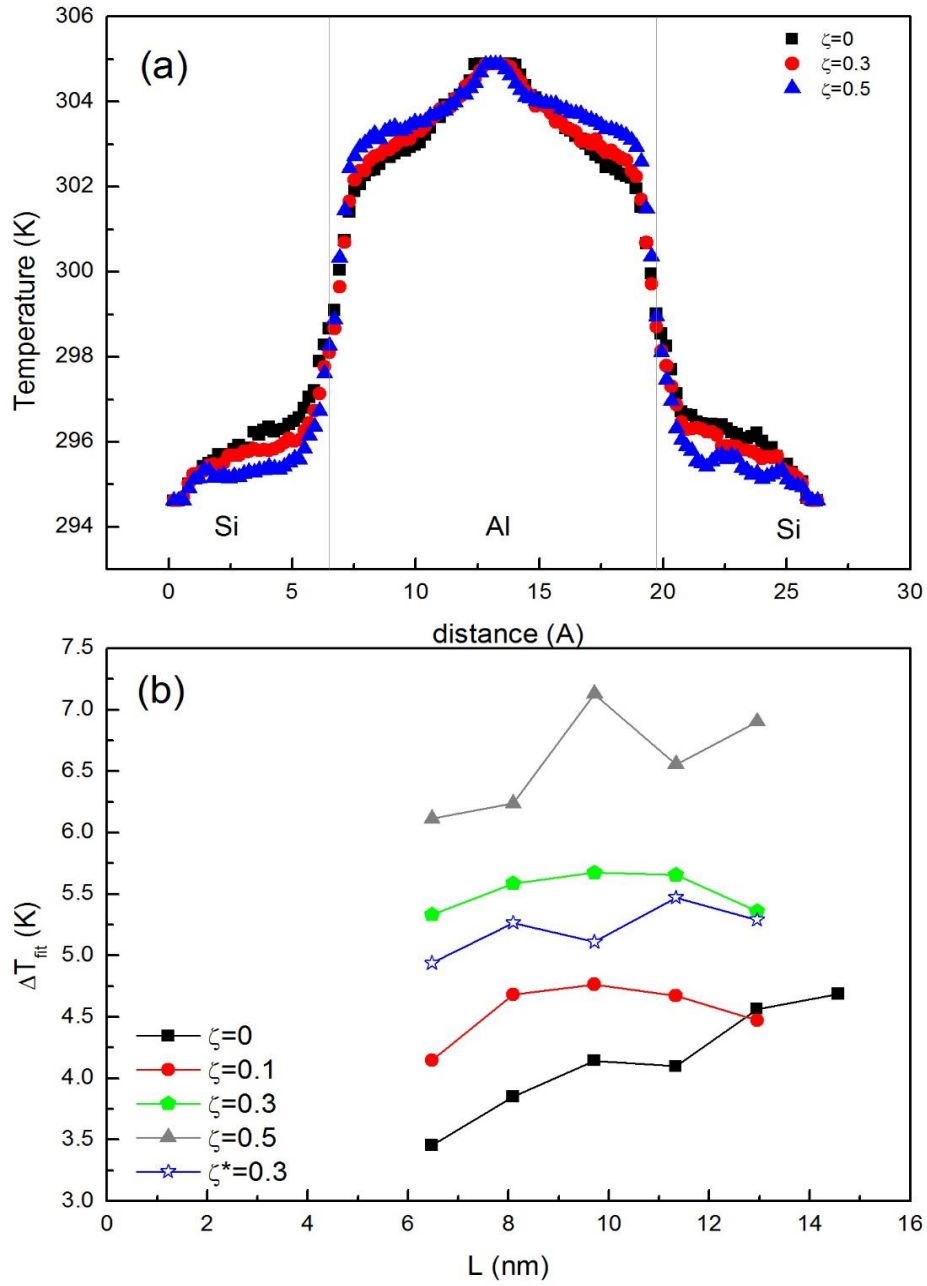 (a)
ζ=0
ζ=0.3
ζ=0.5
306
304
302
300
298
296
294
Temperature (K)
Si
Al
Si
0 5 10 15 20 25 30
distance (A)
(b)
7.5
7.0
6.5
6.0
5.5
5.0
4.5
4.0
3.5
3.0
ΔT_fit (K)
ζ=0
ζ=0.1
ζ=0.3
ζ=0.5
ζ*=0.3
0 2 4 6 8 10 12 14 16
L (nm)